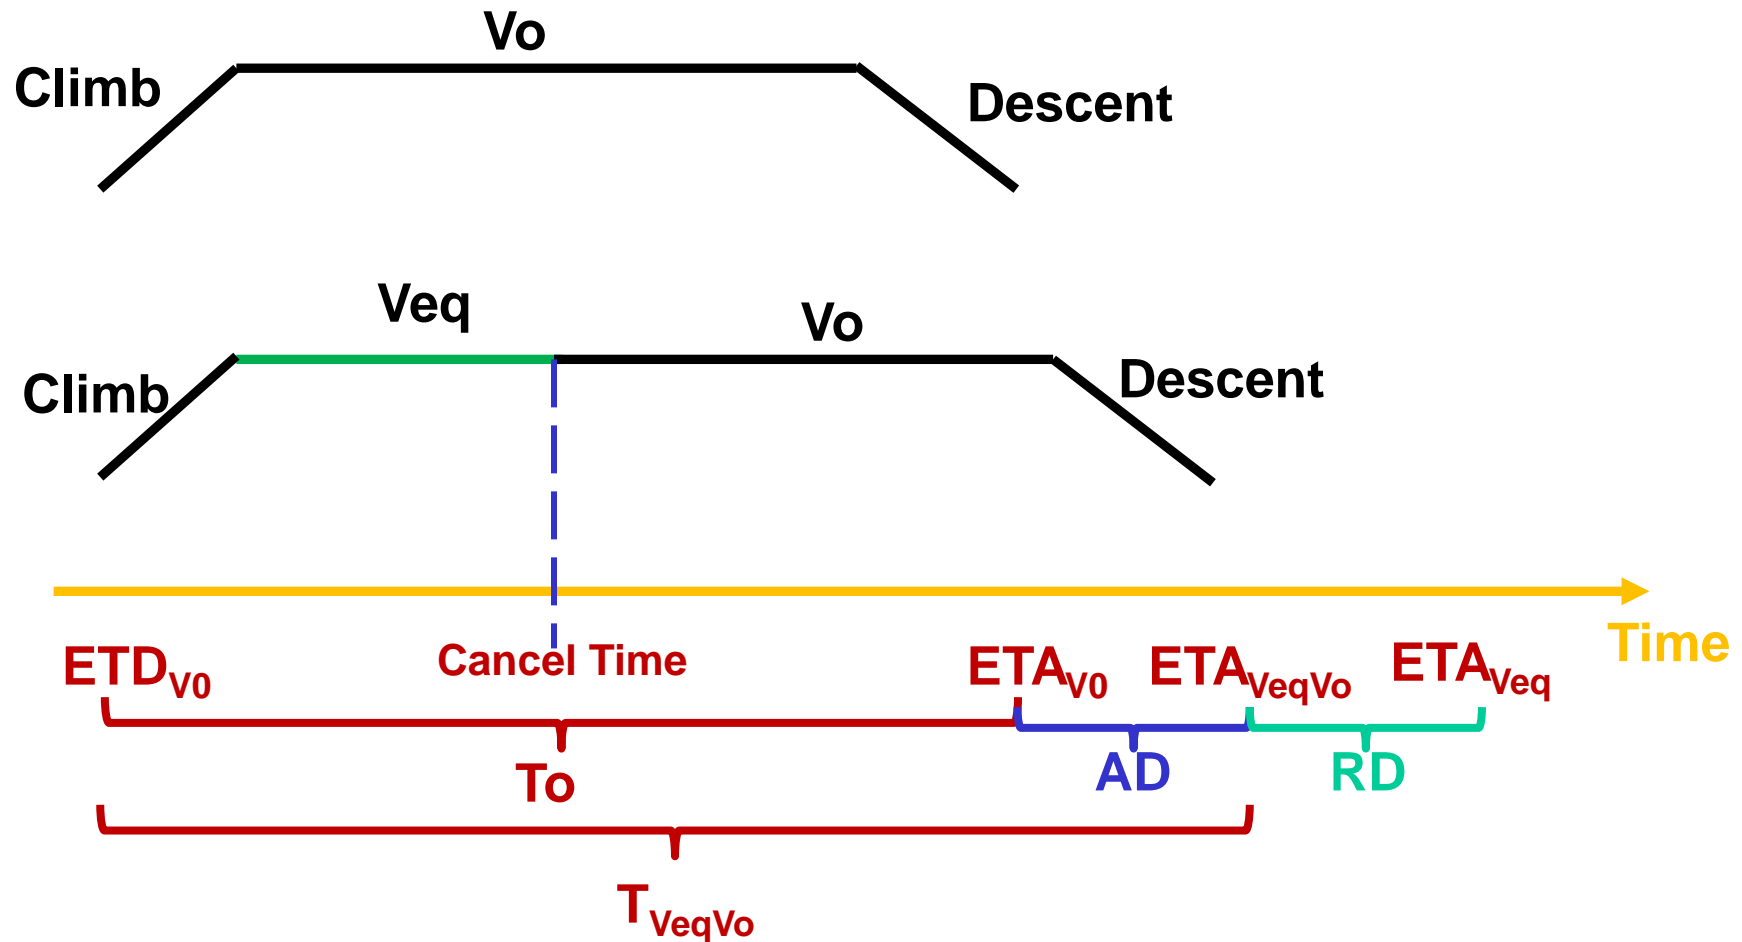 Vo
Climb
Descent
Veq
Vo
Climb
Descent
Time
ETDV0 Cancel Time ETAV0 ETAVeqVo ETAVeq
To AD RD
TVeqVo